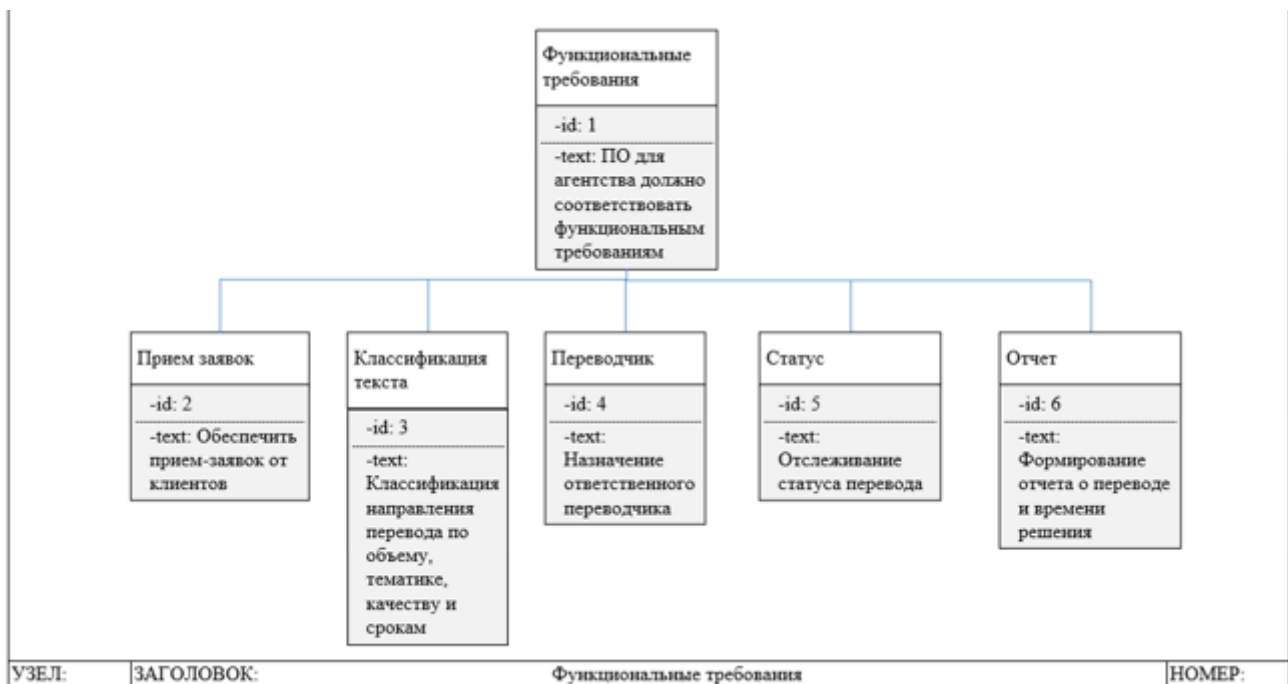 Функциональные
требования
-id: 1
-text: ПО для
агентства должно
соответствовать
функциональным
требованиям
Прием заявок
-id: 2
-text: Обеспечить
прием-заявок от
клиентов
Классификация
текста
-id: 3
-text:
Классификация
направления
перевода по
объему,
тематике,
качеству и
срокам
Переводчик
-id: 4
-text:
Назначение
ответственного
переводчика
Статус
-id: 5
-text:
Отслеживание
статуса перевода
Отчет
-id: 6
-text:
Формирование
отчета о переводе
и времени
решения
УЗЕЛ:
ЗАГОЛОВОК:
Функциональные требования
НОМЕР: